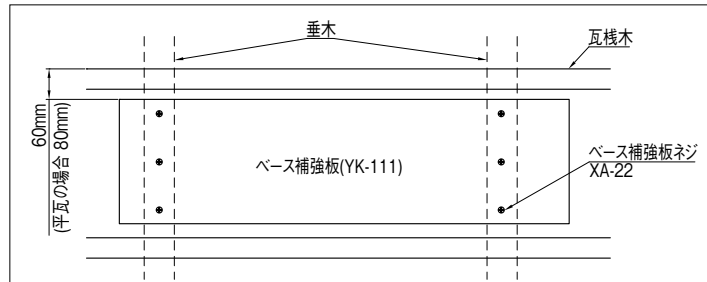 垂木
瓦桟木
60mm
(平瓦の場合 80mm)
ベース補強板(YK-111)
ベース補強板ネジ
XA-22